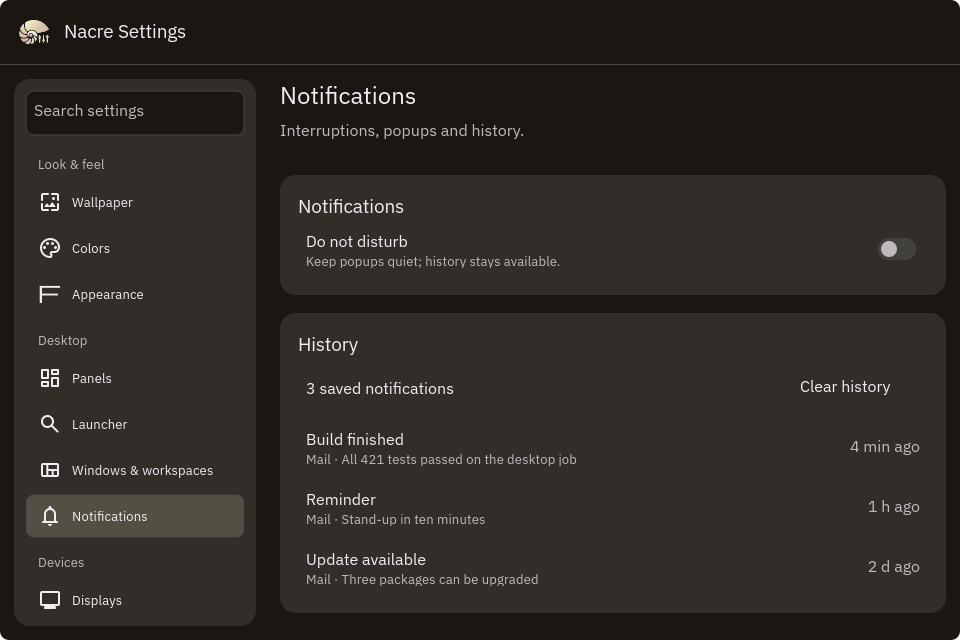 Nacre Settings
Search settings
Look & feel
Wallpaper
Colors
Appearance
Desktop
Panels
Launcher
Windows & workspaces
Notifications
Devices
Displays
Notifications
Interruptions, popups and history.
Notifications
Do not disturb
Keep popups quiet; history stays available.
History
3 saved notifications
Clear history
Build finished
Mail · All 421 tests passed on the desktop job
4 min ago
Reminder
Mail · Stand-up in ten minutes
1 h ago
Update available
Mail · Three packages can be upgraded
2 d ago